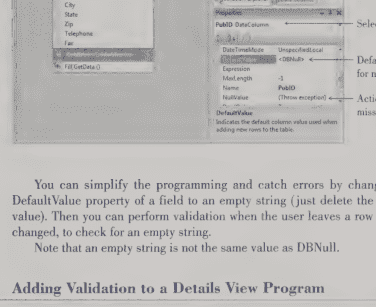 City
State
Zip
Telephone
Fax
Fill,GetData()
Properties
PubID DataColumn
Selec
DateTimeMode UnspecifiedLocal
<DBNull>
Defa
for n
Expression
MaxLength -1
Name PubID
NullValue (Throw exception)
Actio
miss
DefaultValue
Indicates the default column value used when
adding new rows to the table.
You can simplify the programming and catch errors by chang
DefaultValue property of a field to an empty string (just delete the
value). Then you can perform validation when the user leaves a row
changed, to check for an empty string.
Note that an empty string is not the same value as DBNull.
Adding Validation to a Details View Program